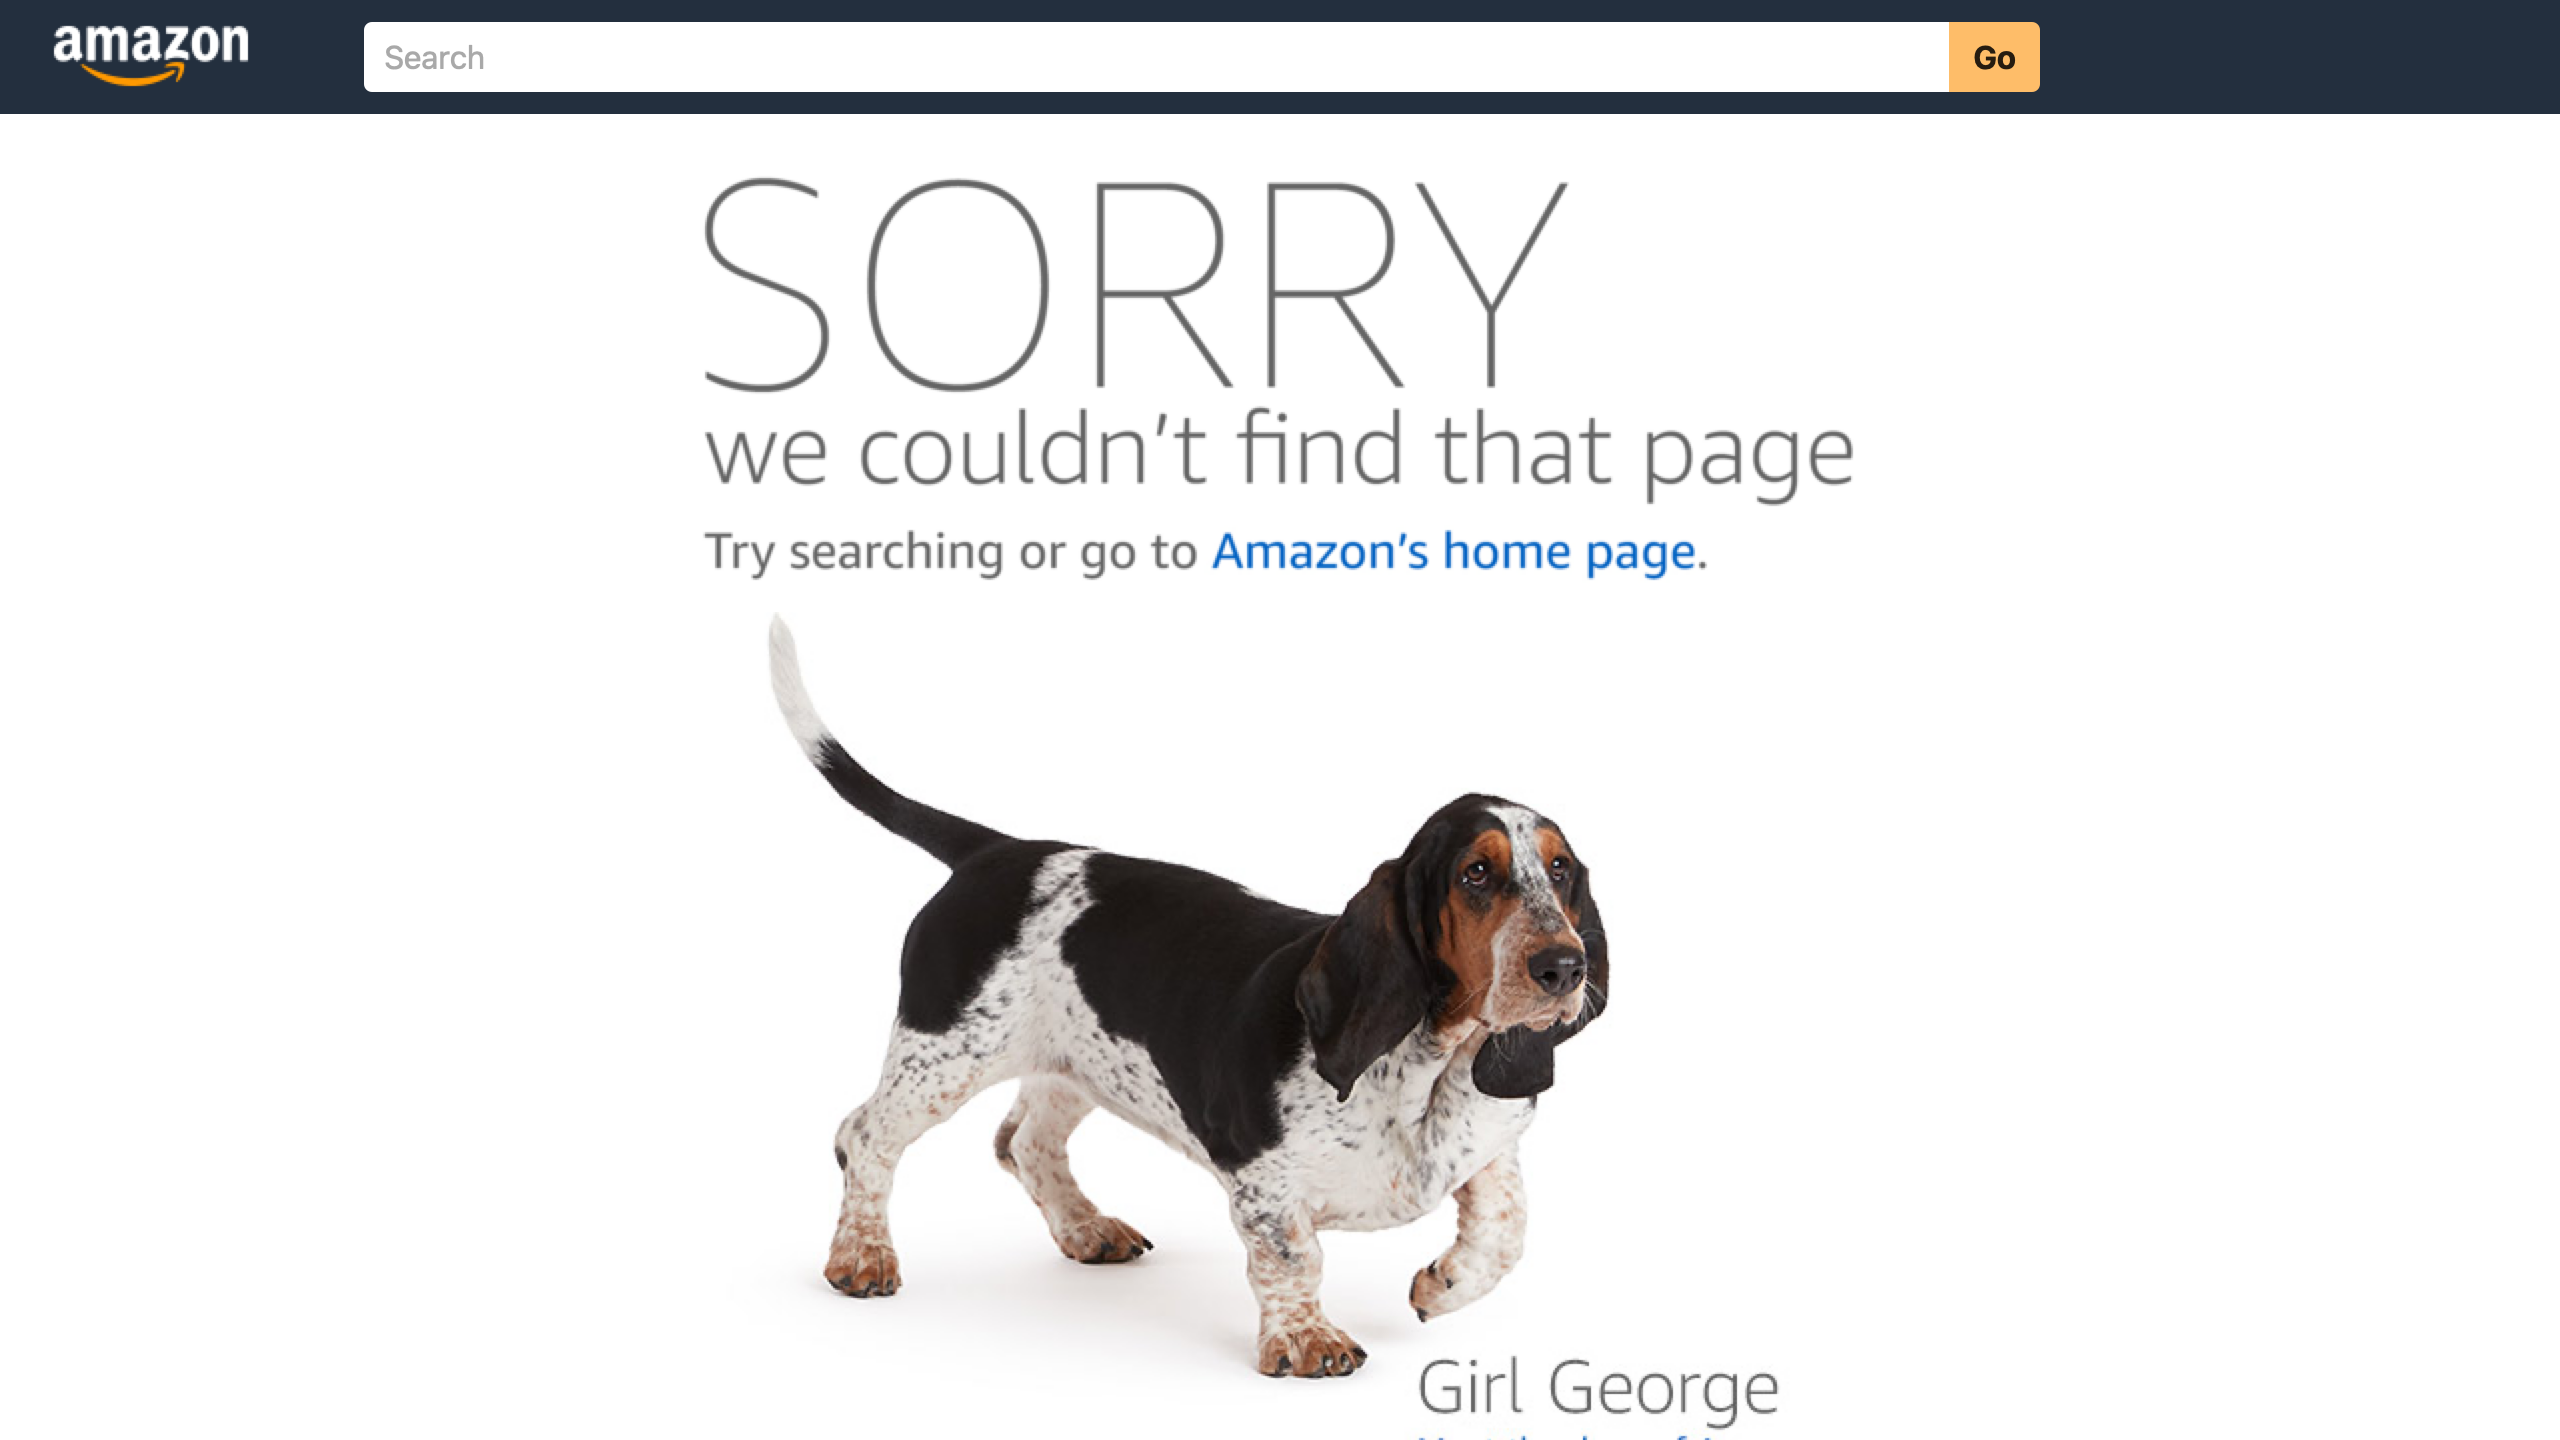 amazon
Search
Go
SORRY
we couldn't find that page
Try searching or go to Amazon's home page.
Girl George